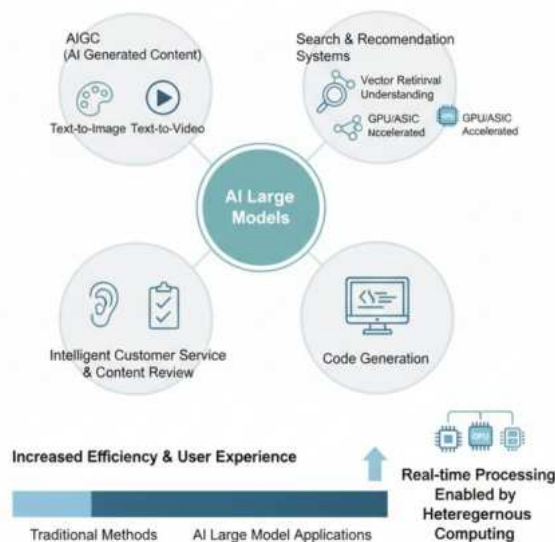 AIGC
(AI Generated Content)
Text-to-Image
Text-to-Video
Search & Recomendation
Systems
Vector Retirival
Understanding
GPU/ASIC
Nccelerated
GPU/ASIC
Accelerated
AI Large
Models
Intelligent Customer Service
& Content Review
</>
Code Generation
Increased Efficiency & User Experience
Traditional Methods
AI Large Model Applications
Real-time Processing
Enabled by
Heteregernous
Computing